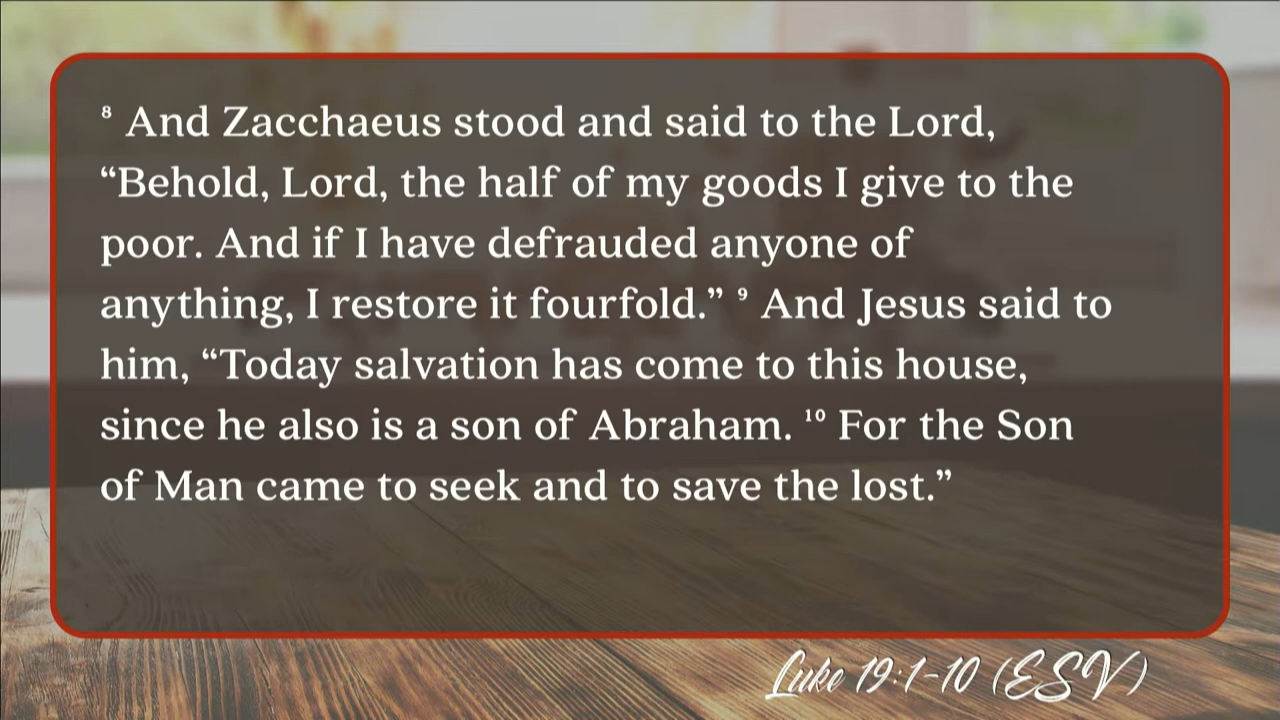 ⁸ And Zacchaeus stood and said to the Lord,
“Behold, Lord, the half of my goods I give to the
poor. And if I have defrauded anyone of
anything, I restore it fourfold.” ⁹ And Jesus said to
him, “Today salvation has come to this house,
since he also is a son of Abraham. ¹⁰ For the Son
of Man came to seek and to save the lost.”
Luke 19:1-10 (ESV)